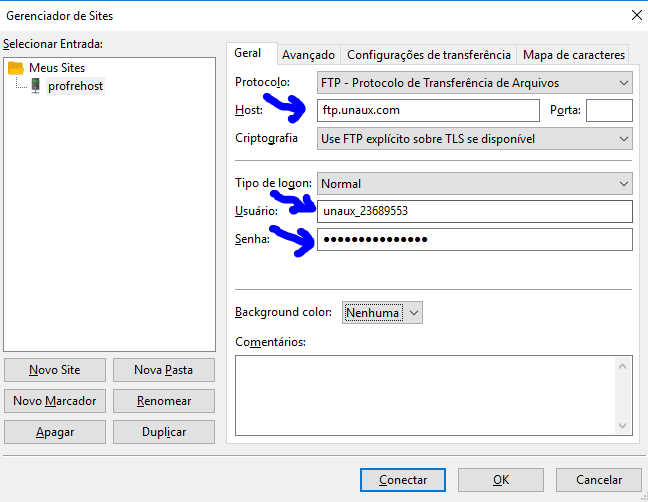 Gerenciador de Sites
Selecionar Entrada:
Meus Sites
profrehost
Novo Site
Nova Pasta
Novo Marcador
Renomear
Apagar
Duplicar
Geral
Avançado
Configurações de transferência
Mapa de caracteres
Protocolo:
FTP - Protocolo de Transferência de Arquivos
Host:
ftp.unaux.com
Porta:
Criptografia
Use FTP explícito sobre TLS se disponível
Tipo de logon:
Normal
Usuário:
unaux_23689553
Senha:
●●●●●●●●●●●●●●●
Background color:
Nenhuma
Comentários:
Conectar
OK
Cancelar